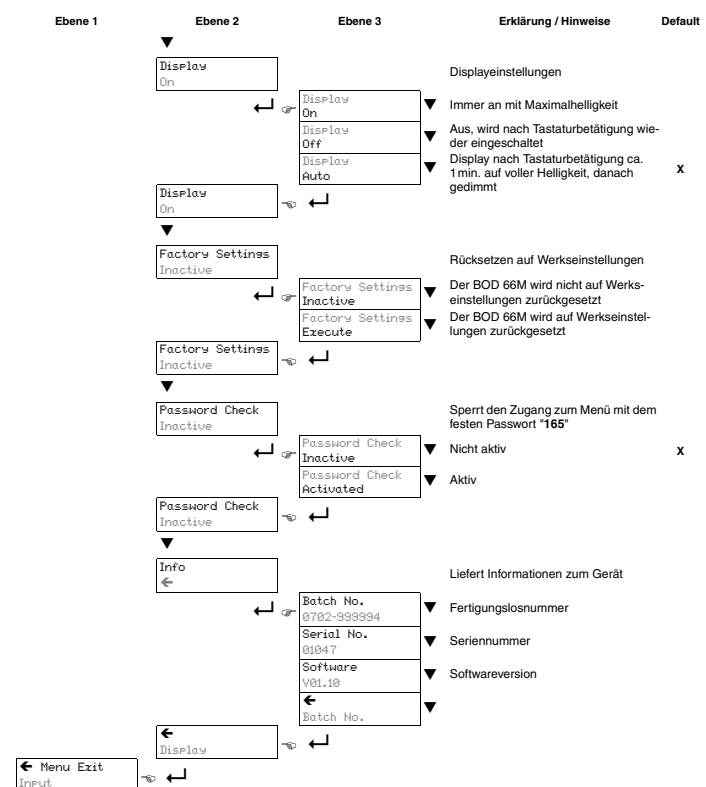 Ebene 1 Ebene 2 Ebene 3 Erklärung / Hinweise Default
Display
On
Displayeinstellungen
Display
On
Immer an mit Maximalhelligkeit
Display
Off
Aus, wird nach Tastaturbetätigung wie-
der eingeschaltet
Display
Auto
Display nach Tastaturbetätigung ca.
1min. auf voller Helligkeit, danach
gedimmt
X
Display
On
Factory Settings
Inactive
Rücksetzen auf Werkseinstellungen
Factory Settings
Inactive
Der BOD 66M wird nicht auf Werks-
einstellungen zurückgesetzt
Factory Settings
Execute
Der BOD 66M wird auf Werkseinstel-
lungen zurückgesetzt
Factory Settings
Inactive
Password Check
Inactive
Sperrt den Zugang zum Menü mit dem
festen Passwort "165"
Password Check
Inactive
Nicht aktiv
X
Password Check
Activated
Aktiv
Password Check
Inactive
Info
←
Liefert Informationen zum Gerät
Batch No.
0702-999994
Fertigungslosnummer
Serial No.
01047
Seriennummer
Software
V01.10
Softwareversion
←
Batch No.
←
Display
← Menu Exit
Input